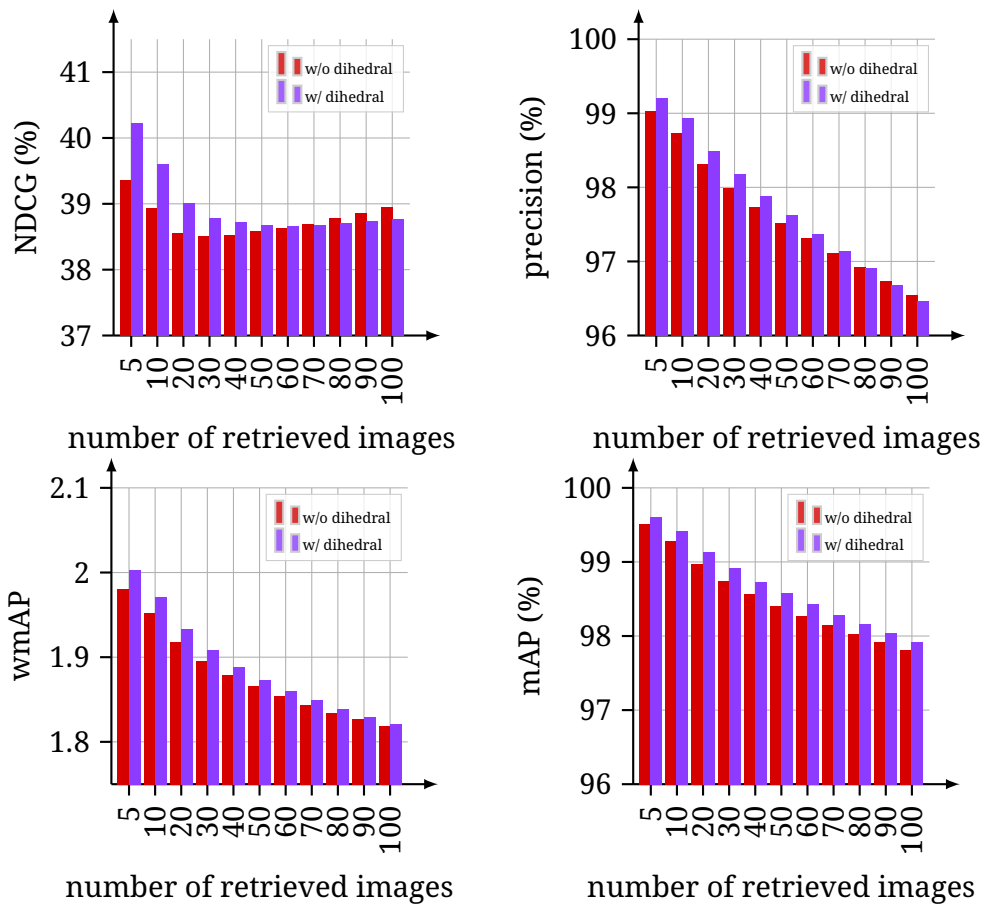 NDCG (%)
41
40
39
38
37
w/o dihedral
w/ dihedral
5 10 20 30 40 50 60 70 80 90 100
number of retrieved images
precision (%)
100
99
98
97
96
w/o dihedral
w/ dihedral
5 10 20 30 40 50 60 70 80 90 100
number of retrieved images
wmAP
2.1
2
1.9
1.8
w/o dihedral
w/ dihedral
5 10 20 30 40 50 60 70 80 90 100
number of retrieved images
mAP (%)
100
99
98
97
96
w/o dihedral
w/ dihedral
5 10 20 30 40 50 60 70 80 90 100
number of retrieved images